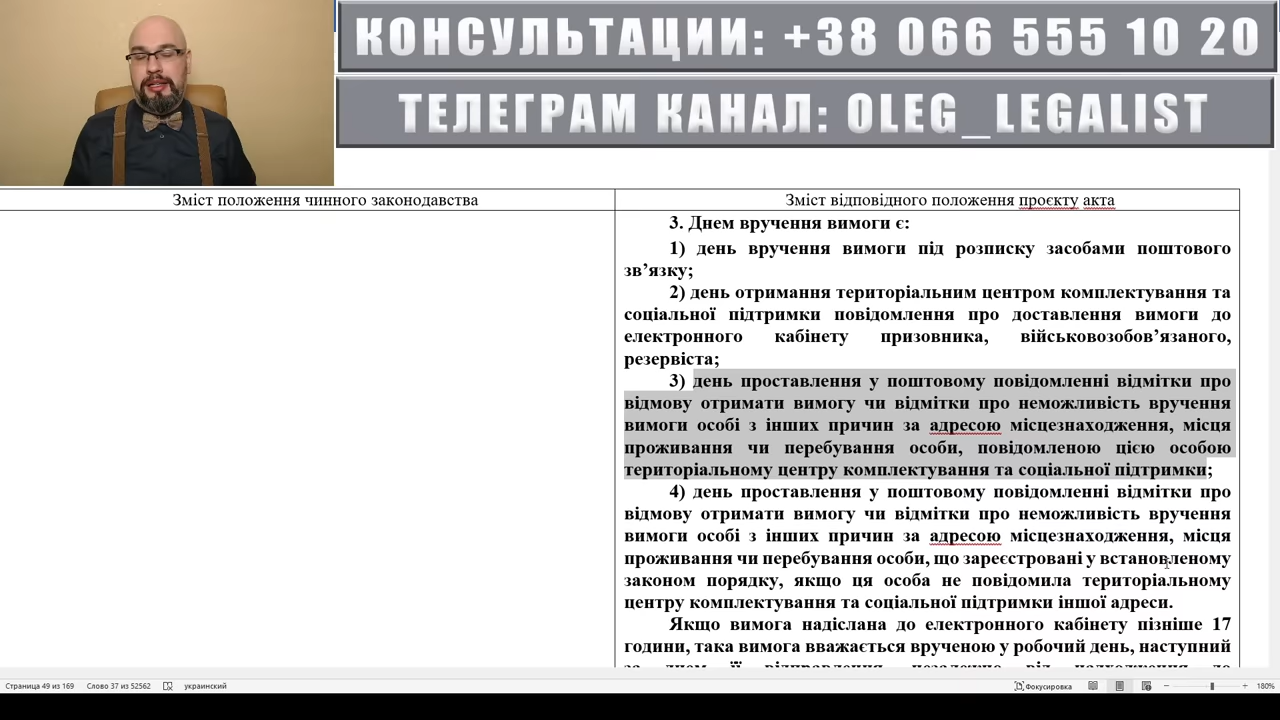 КОНСУЛЬТАЦИИ: +38 066 555 10 20
ТЕЛЕГРАМ КАНАЛ: OLEG_LEGALIST
Зміст положення чинного законодавства
Зміст відповідного положення проєкту акта
3. Днем вручення вимоги є:
1) день вручення вимоги під розписку засобами поштового
зв’язку;
2) день отримання територіальним центром комплектування та
соціальної підтримки повідомлення про доставлення вимоги до
електронного кабінету призовника, військовозобов’язаного,
резервіста;
3) день проставлення у поштовому повідомленні відмітки про
відмову отримати вимогу чи відмітки про неможливість вручення
вимоги особі з інших причин за адресою місцезнаходження, місця
проживання чи перебування особи, повідомленою цією особою
територіальному центру комплектування та соціальної підтримки;
4) день проставлення у поштовому повідомленні відмітки про
відмову отримати вимогу чи відмітки про неможливість вручення
вимоги особі з інших причин за адресою місцезнаходження, місця
проживання чи перебування особи, що зареєстровані у встановленому
законом порядку, якщо ця особа не повідомила територіальному
центру комплектування та соціальної підтримки іншої адреси.
Якщо вимога надіслана до електронного кабінету пізніше 17
години, така вимога вважається врученою у робочий день, наступний
за днем її відправлення, незалежно від надходження до
Страница 49 из 169 Слово 37 из 52562 украинский Фокусировка 180%